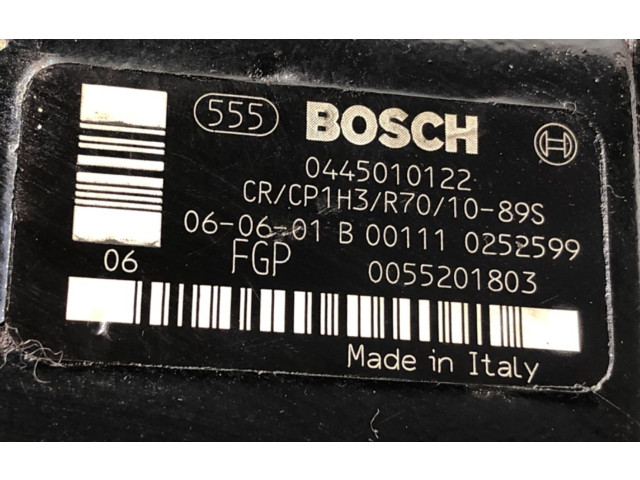 555 BOSCH
0445010122
CR/CP1H3/R70/10-89S
06-06-01 B 00111 0252599
06 FGP 0055201803
Made in Italy